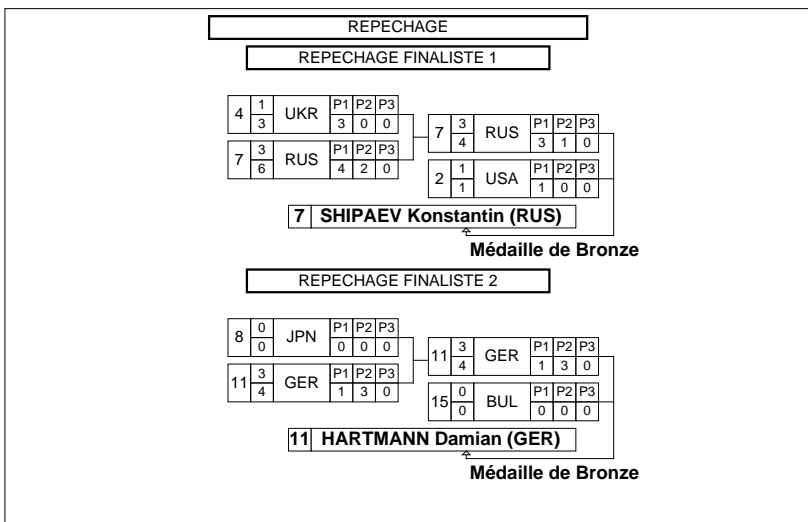 REPECHAGE
REPECHAGE FINALISTE 1
4 1 3 UKR P1 P2 P3 3 0 0
7 3 6 RUS P1 P2 P3 4 2 0
7 3 4 RUS P1 P2 P3 3 1 0
2 1 1 USA P1 P2 P3 1 0 0
7 SHIPAEV Konstantin (RUS)
Médaille de Bronze
REPECHAGE FINALISTE 2
8 0 0 JPN P1 P2 P3 0 0 0
11 3 4 GER P1 P2 P3 1 3 0
11 3 4 GER P1 P2 P3 1 3 0
15 0 0 BUL P1 P2 P3 0 0 0
11 HARTMANN Damian (GER)
Médaille de Bronze